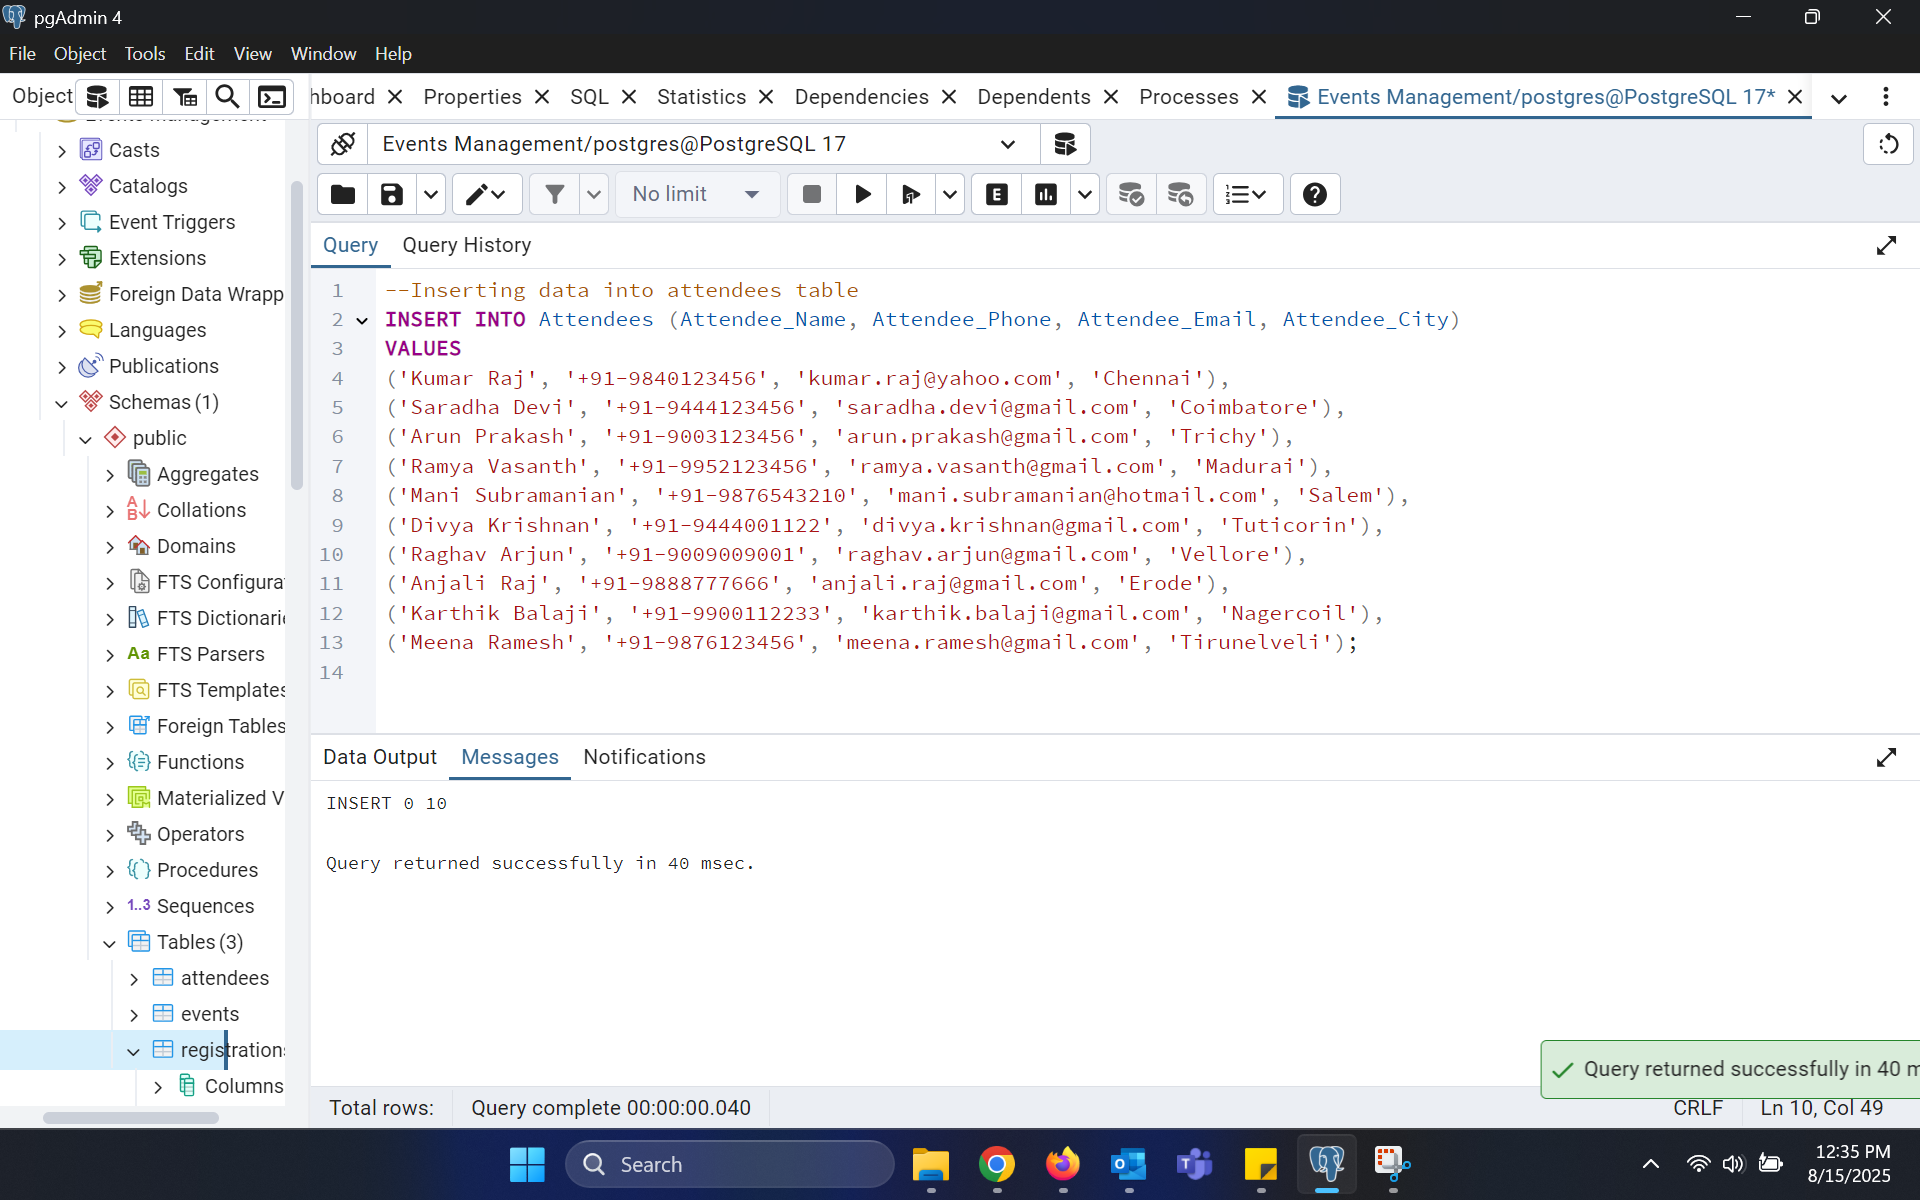 pgAdmin 4
File Object Tools Edit View Window Help
Object
hboard Properties SQL Statistics Dependencies Dependents Processes Events Management/postgres@PostgreSQL 17*
Events Management/postgres@PostgreSQL 17
No limit
E
Query Query History
Casts
Catalogs
Event Triggers
Extensions
Foreign Data Wrapp
Languages
Publications
Schemas (1)
public
Aggregates
Collations
Domains
FTS Configura
FTS Dictionarie
Aa FTS Parsers
FTS Templates
Foreign Tables
Functions
Materialized V
Operators
Procedures
1..3 Sequences
Tables (3)
attendees
events
registrations
Columns
1 --Inserting data into attendees table
2 INSERT INTO Attendees (Attendee_Name, Attendee_Phone, Attendee_Email, Attendee_City)
3 VALUES
4 ('Kumar Raj', '+91-9840123456', 'kumar.raj@yahoo.com', 'Chennai'),
5 ('Saradha Devi', '+91-9444123456', 'saradha.devi@gmail.com', 'Coimbatore'),
6 ('Arun Prakash', '+91-9003123456', 'arun.prakash@gmail.com', 'Trichy'),
7 ('Ramya Vasanth', '+91-9952123456', 'ramya.vasanth@gmail.com', 'Madurai'),
8 ('Mani Subramanian', '+91-9876543210', 'mani.subramanian@hotmail.com', 'Salem'),
9 ('Divya Krishnan', '+91-9444001122', 'divya.krishnan@gmail.com', 'Tuticorin'),
10 ('Raghav Arjun', '+91-9009009001', 'raghav.arjun@gmail.com', 'Vellore'),
11 ('Anjali Raj', '+91-9888777666', 'anjali.raj@gmail.com', 'Erode'),
12 ('Karthik Balaji', '+91-9900112233', 'karthik.balaji@gmail.com', 'Nagercoil'),
13 ('Meena Ramesh', '+91-9876123456', 'meena.ramesh@gmail.com', 'Tirunelveli');
14
Data Output Messages Notifications
INSERT 0 10
Query returned successfully in 40 msec.
Query returned successfully in 40 m
Total rows: Query complete 00:00:00.040 CRLF Ln 10, Col 49
Search
12:35 PM
8/15/2025